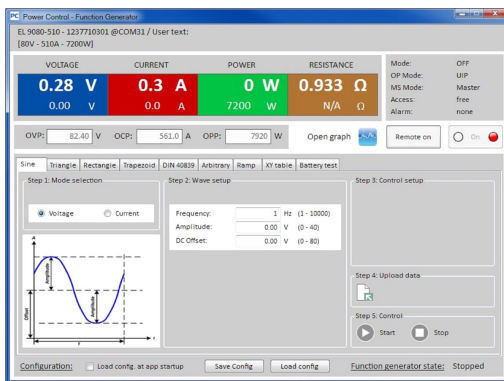 PC Power Control - Function Generator
EL 9080-510 - 1237710301 @COM31 / User text:
[80V - 510A - 7200W]
VOLTAGE CURRENT POWER RESISTANCE
0.28 V 0.3 A 0 W 0.933 Ω
0.00 V 0.0 A 7200 W N/A Ω
Mode: OFF
OP Mode: UIP
MS Mode: Master
Access: free
Alarm: none
OVP: 82.40 V OCP: 561.0 A OPP: 7920 W Open graph Remote on On
Sine Triangle Rectangle Trapezoid DIN 40839 Arbitrary Ramp XY table Battery test
Step 1: Mode selection
Voltage Current
Step 2: Wave setup
Frequency: 1 Hz (1 - 10000)
Amplitude: 0.00 V (0 - 40)
DC Offset: 0.00 V (0 - 80)
Step 3: Control setup
A
Amplitude
Amplitude
Offset
t
Step 4: Upload data
Step 5: Control
Start Stop
Configuration: Load config. at app startup Save Config Load config Function generator state: Stopped